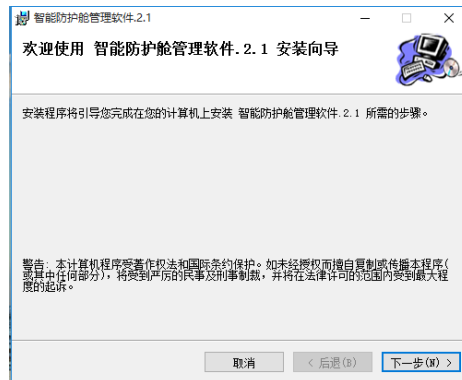 智能防护舱管理软件.2.1
欢迎使用 智能防护舱管理软件.2.1 安装向导
安装程序将引导您完成在您的计算机上安装 智能防护舱管理软件.2.1 所需的步骤。
警告: 本计算机程序受著作权法和国际条约保护。如未经授权而擅自复制或传播本程序(
或其中任何部分)，将受到严厉的民事及刑事制裁，并将在法律许可的范围内受到最大程
度的起诉。
取消
< 后退(B)
下一步(N) >